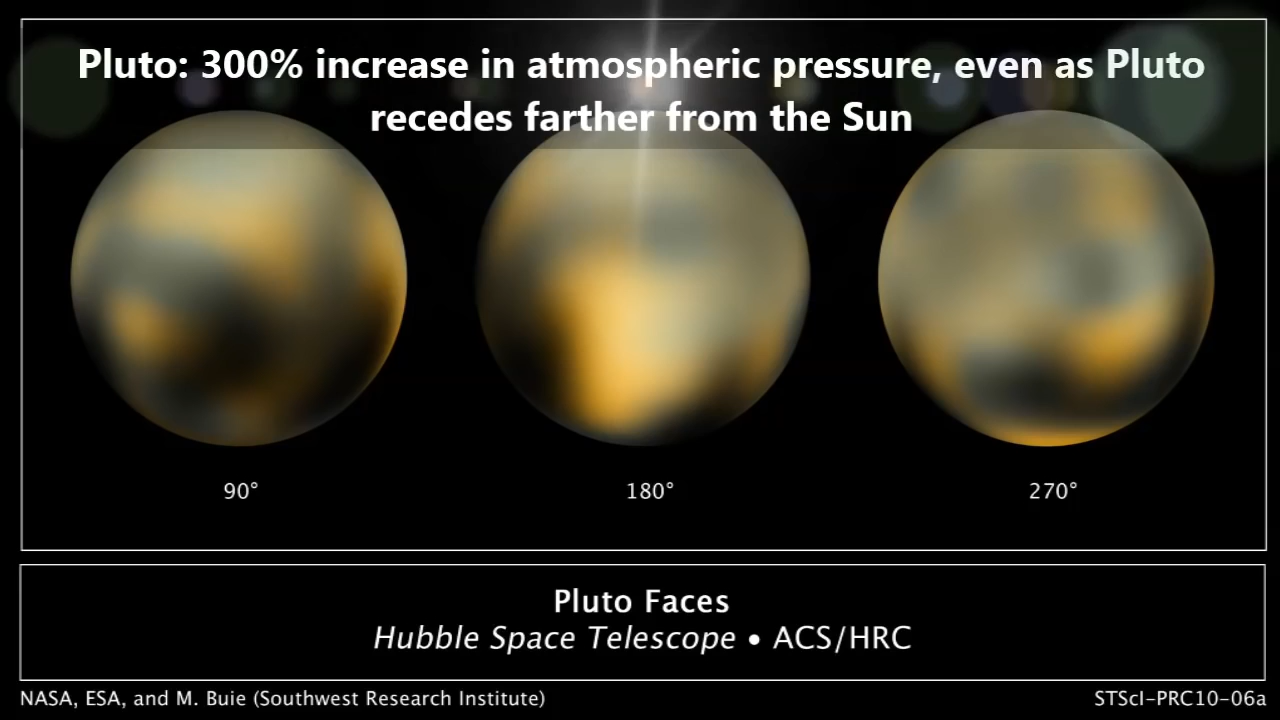 Pluto: 300% increase in atmospheric pressure, even as Pluto
recedes farther from the Sun
90°
180°
270°
Pluto Faces
Hubble Space Telescope • ACS/HRC
NASA, ESA, and M. Buie (Southwest Research Institute)
STScI-PRC10-06a